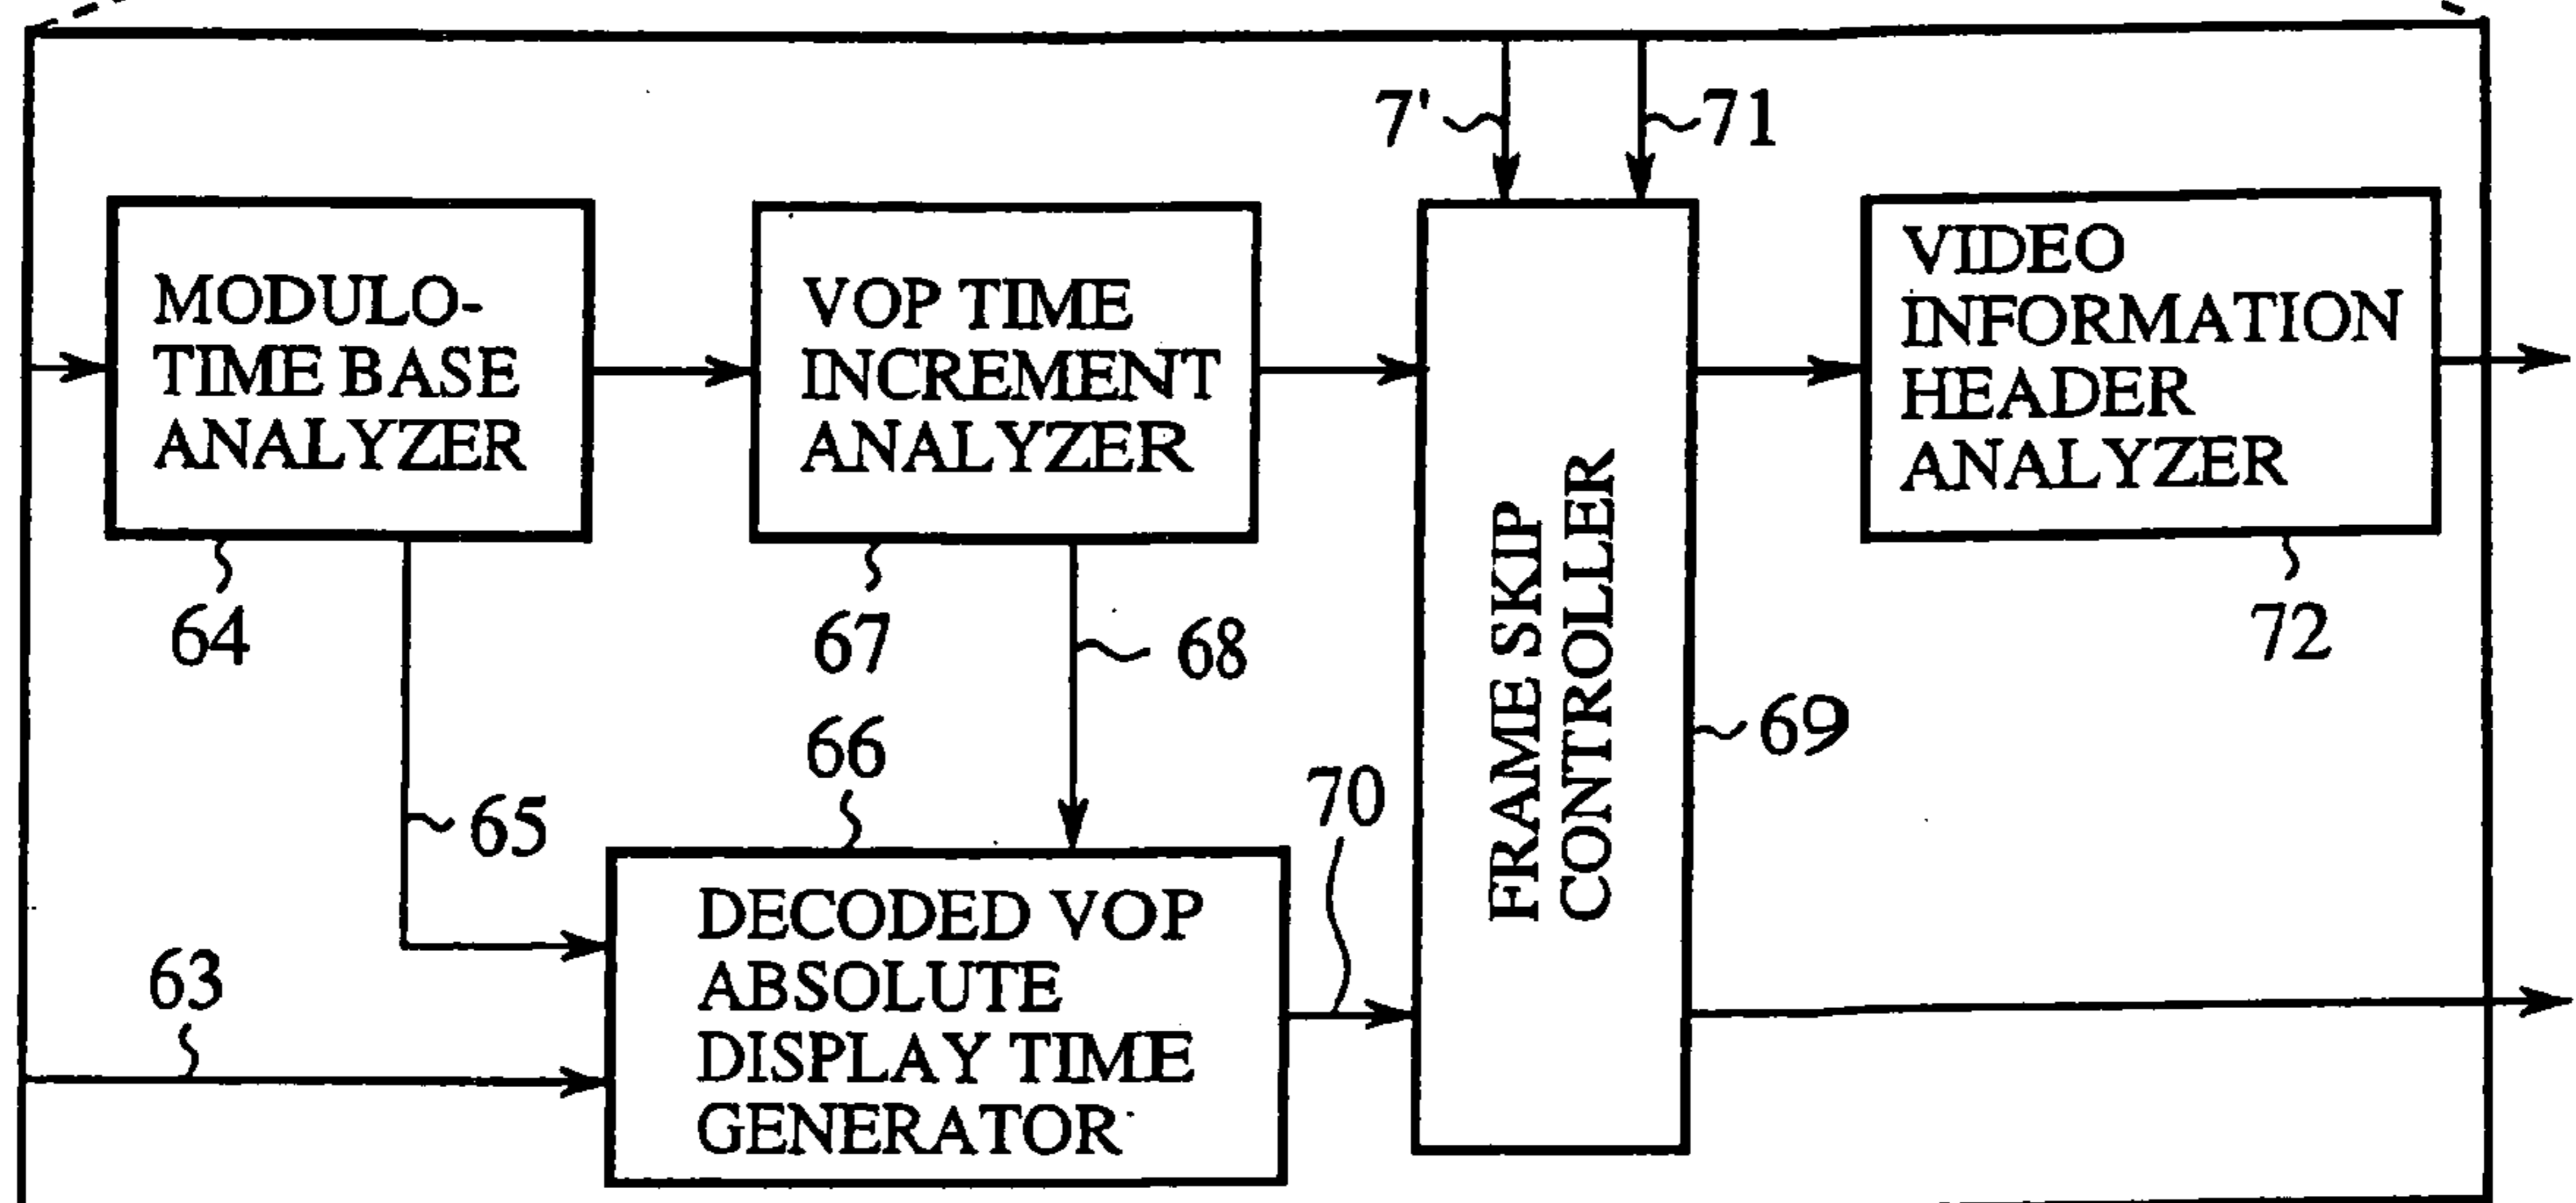 7'
71
MODULO-
TIME BASE
ANALYZER
VOP TIME
INCREMENT
ANALYZER
FRAME SKIP
CONTROLLER
VIDEO
INFORMATION
HEADER
ANALYZER
64
67
68
72
66
69
65
70
63
DECODED VOP
ABSOLUTE
DISPLAY TIME
GENERATOR